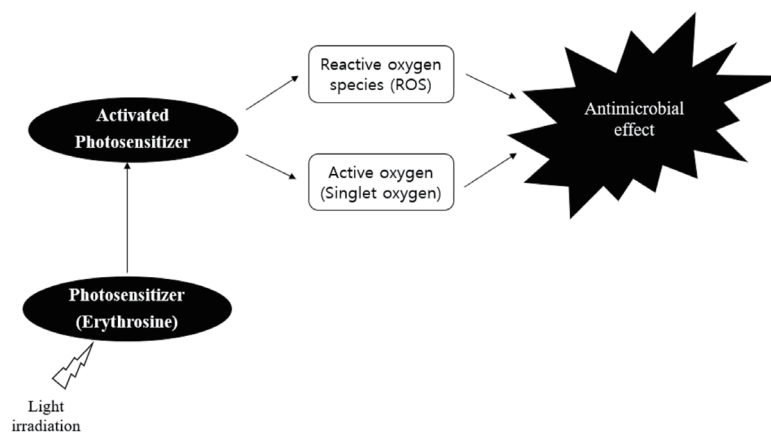 Reactive oxygen
species (ROS)
Activated
Photosensitizer
Antimicrobial
effect
Active oxygen
(Singlet oxygen)
Photosensitizer
(Erythrosine)
Light
irradiation